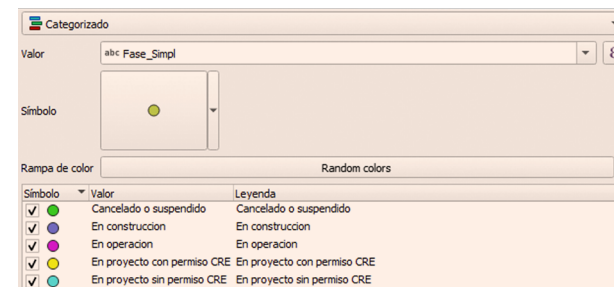 Categorizado
Valor abc Fase_Simpl
Símbolo
Rampa de color Random colors
Símbolo Valor Leyenda
Cancelado o suspendido Cancelado o suspendido
En construccion En construccion
En operacion En operacion
En proyecto con permiso CRE En proyecto con permiso CRE
En proyecto sin permiso CRE En proyecto sin permiso CRE